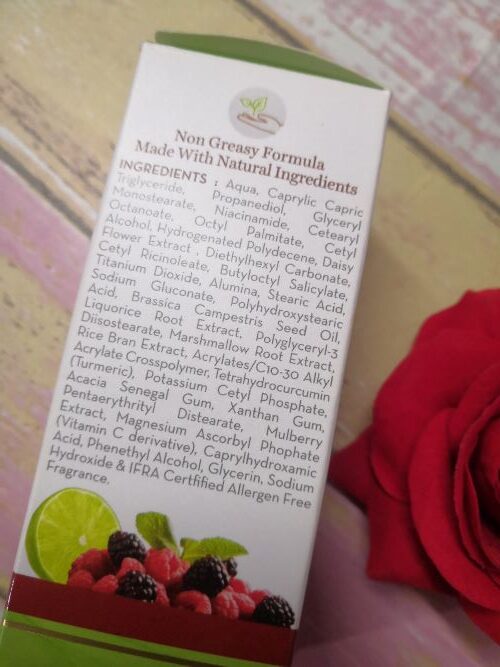 Non Greasy Formula
Made With Natural Ingredients
INGREDIENTS : Aqua, Caprylic Capric
Triglyceride, Propanediol, Glyceryl
Monostearate, Niacinamide, Cetearyl
Octanoate, Octyl Palmitate, Cetyl
Alcohol, Hydrogenated Polydecene, Daisy
Flower Extract , Diethylhexyl Carbonate,
Cetyl Ricinoleate, Butyloctyl Salicylate,
Titanium Dioxide, Alumina, Stearic Acid,
Sodium Gluconate, Polyhydroxystearic
Acid, Brassica Campestris Seed Oil,
Liquorice Root Extract, Polyglyceryl-3
Diisostearate, Marshmallow Root Extract,
Rice Bran Extract, Acrylates/C10-30 Alkyl
Acrylate Crosspolymer, Tetrahydrocurcumin
(Turmeric), Potassium Cetyl Phosphate,
Acacia Senegal Gum, Xanthan Gum,
Pentaerythrityl Distearate, Mulberry
Extract, Magnesium Ascorbyl Phophate
(Vitamin C derivative), Caprylhydroxamic
Acid, Phenethyl Alcohol, Glycerin, Sodium
Hydroxide & IFRA Certffied Allergen Free
Fragrance.